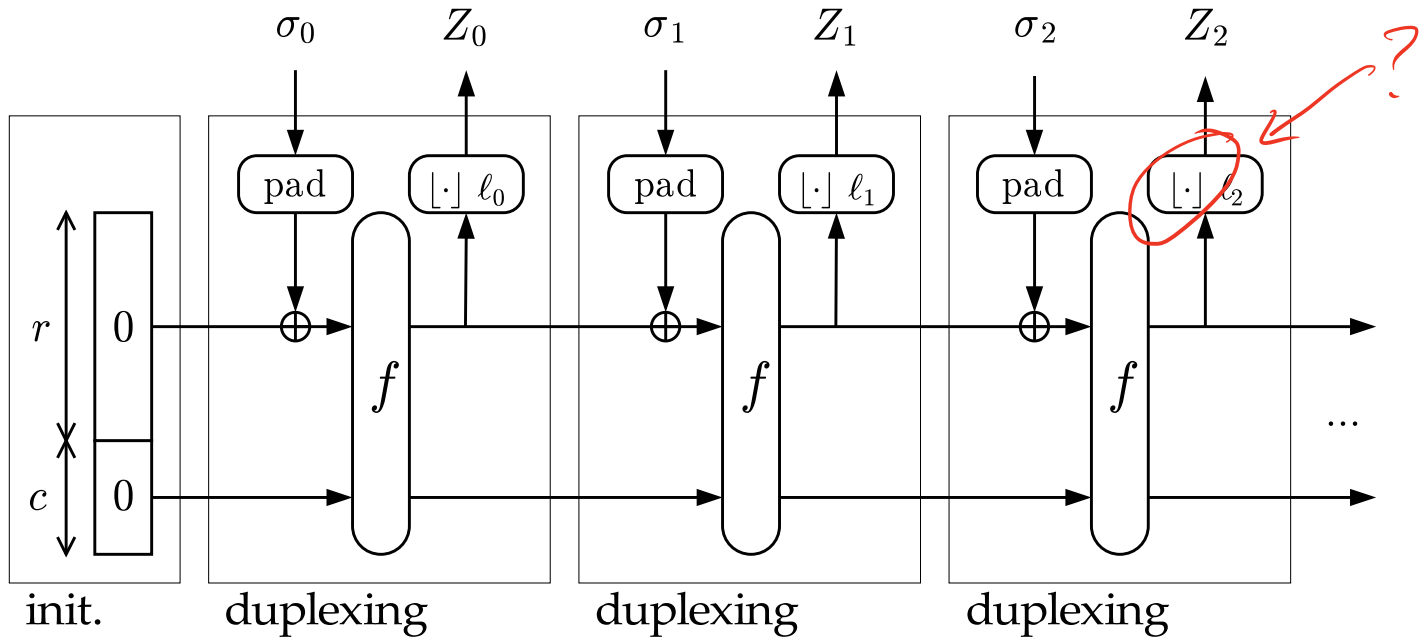 σ₀ Z₀ σ₁ Z₁ σ₂ Z₂ ?
pad ⌊·⌋ ℓ₀ pad ⌊·⌋ ℓ₁ pad ⌊·⌋ ℓ₂
r 0
f f f
...
c 0
init. duplexing duplexing duplexing